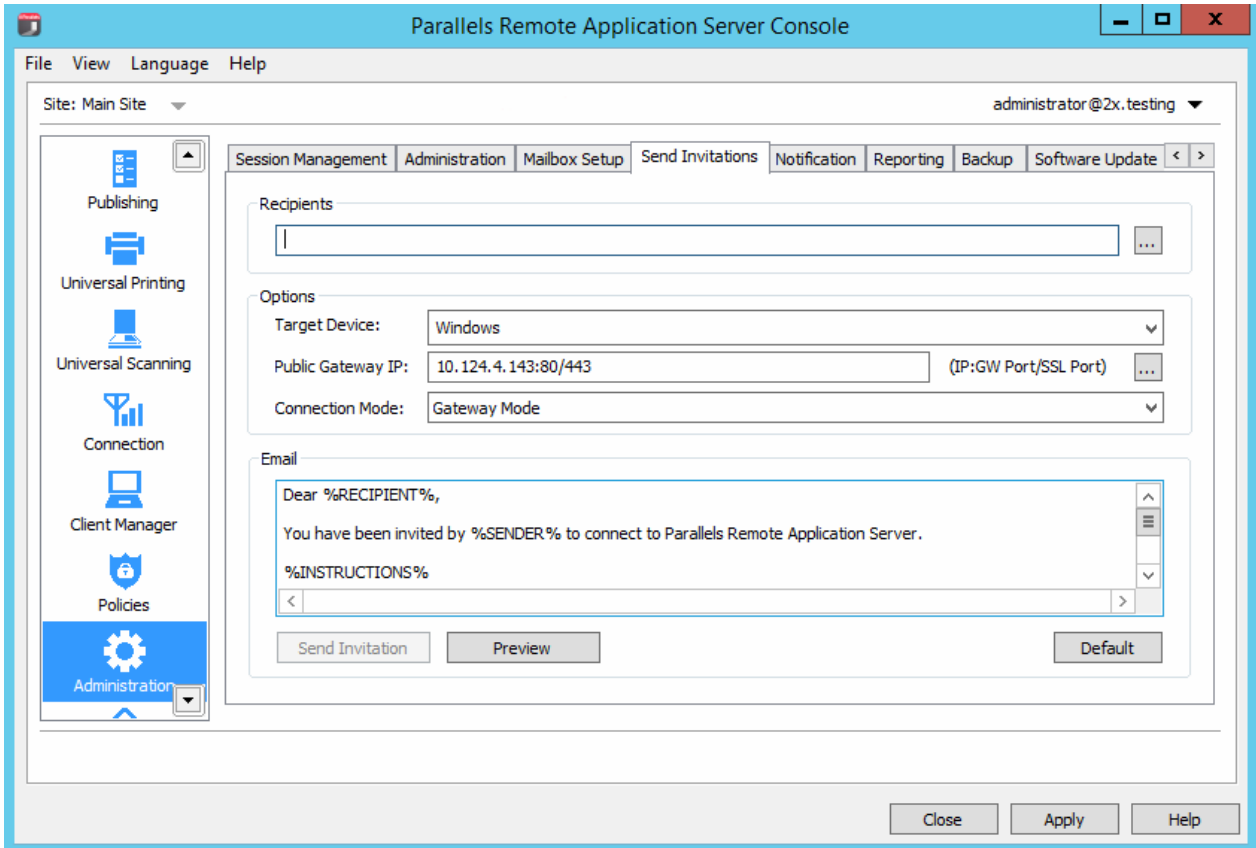 Parallels Remote Application Server Console
File View Language Help
Site: Main Site
administrator@2x.testing
Publishing
Universal Printing
Universal Scanning
Connection
Client Manager
Policies
Administration
Session Management Administration Mailbox Setup Send Invitations Notification Reporting Backup Software Update
Recipients
...
Options
Target Device: Windows
Public Gateway IP: 10.124.4.143:80/443 (IP:GW Port/SSL Port) ...
Connection Mode: Gateway Mode
Email
Dear %RECIPIENT%,
You have been invited by %SENDER% to connect to Parallels Remote Application Server.
%INSTRUCTIONS%
Send Invitation Preview Default
Close Apply Help